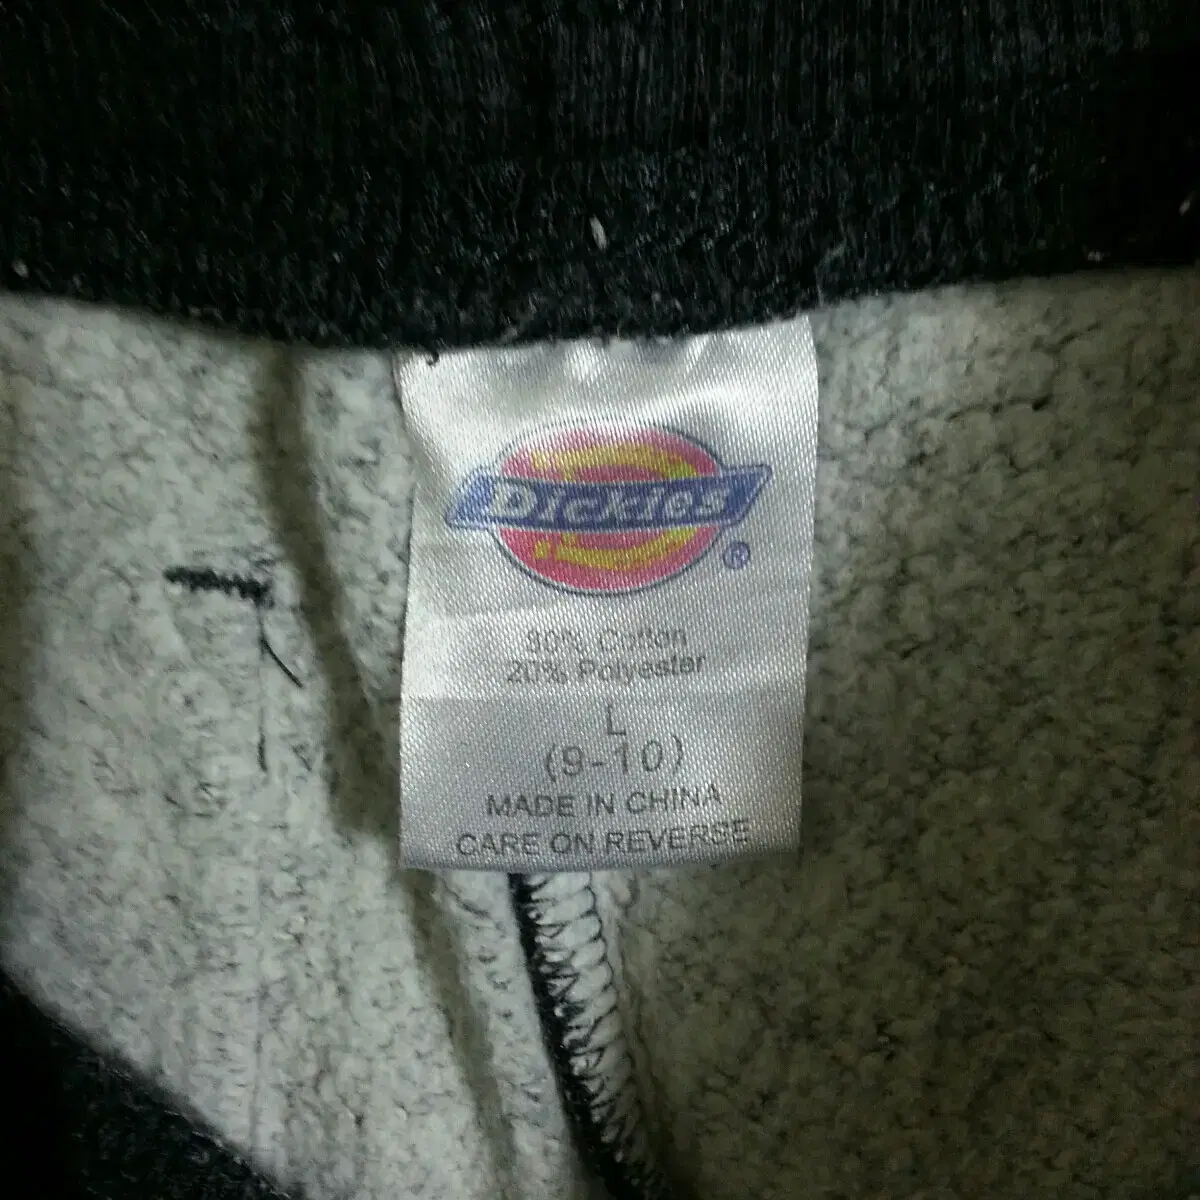 Dickies
®
80% Cotton
20% Polyester
L
(9-10)
MADE IN CHINA
CARE ON REVERSE